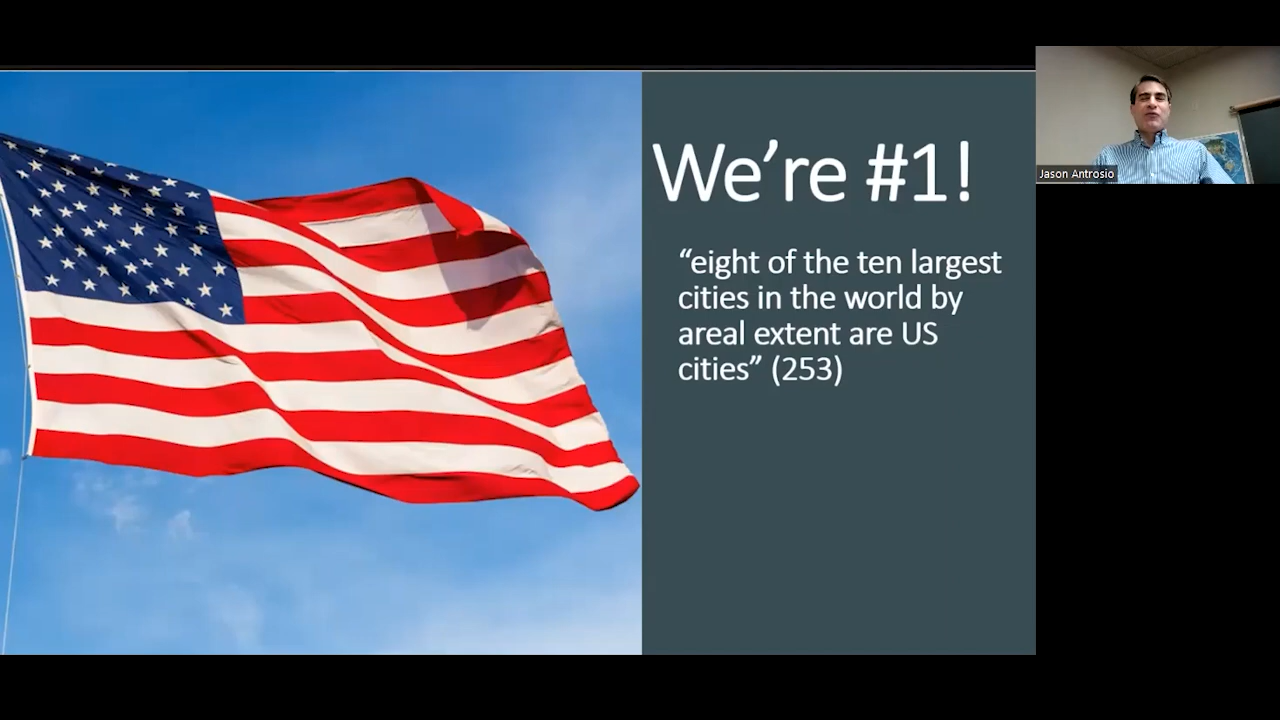 We’re #1!
“eight of the ten largest
cities in the world by
areal extent are US
cities” (253)
Jason Antrosio